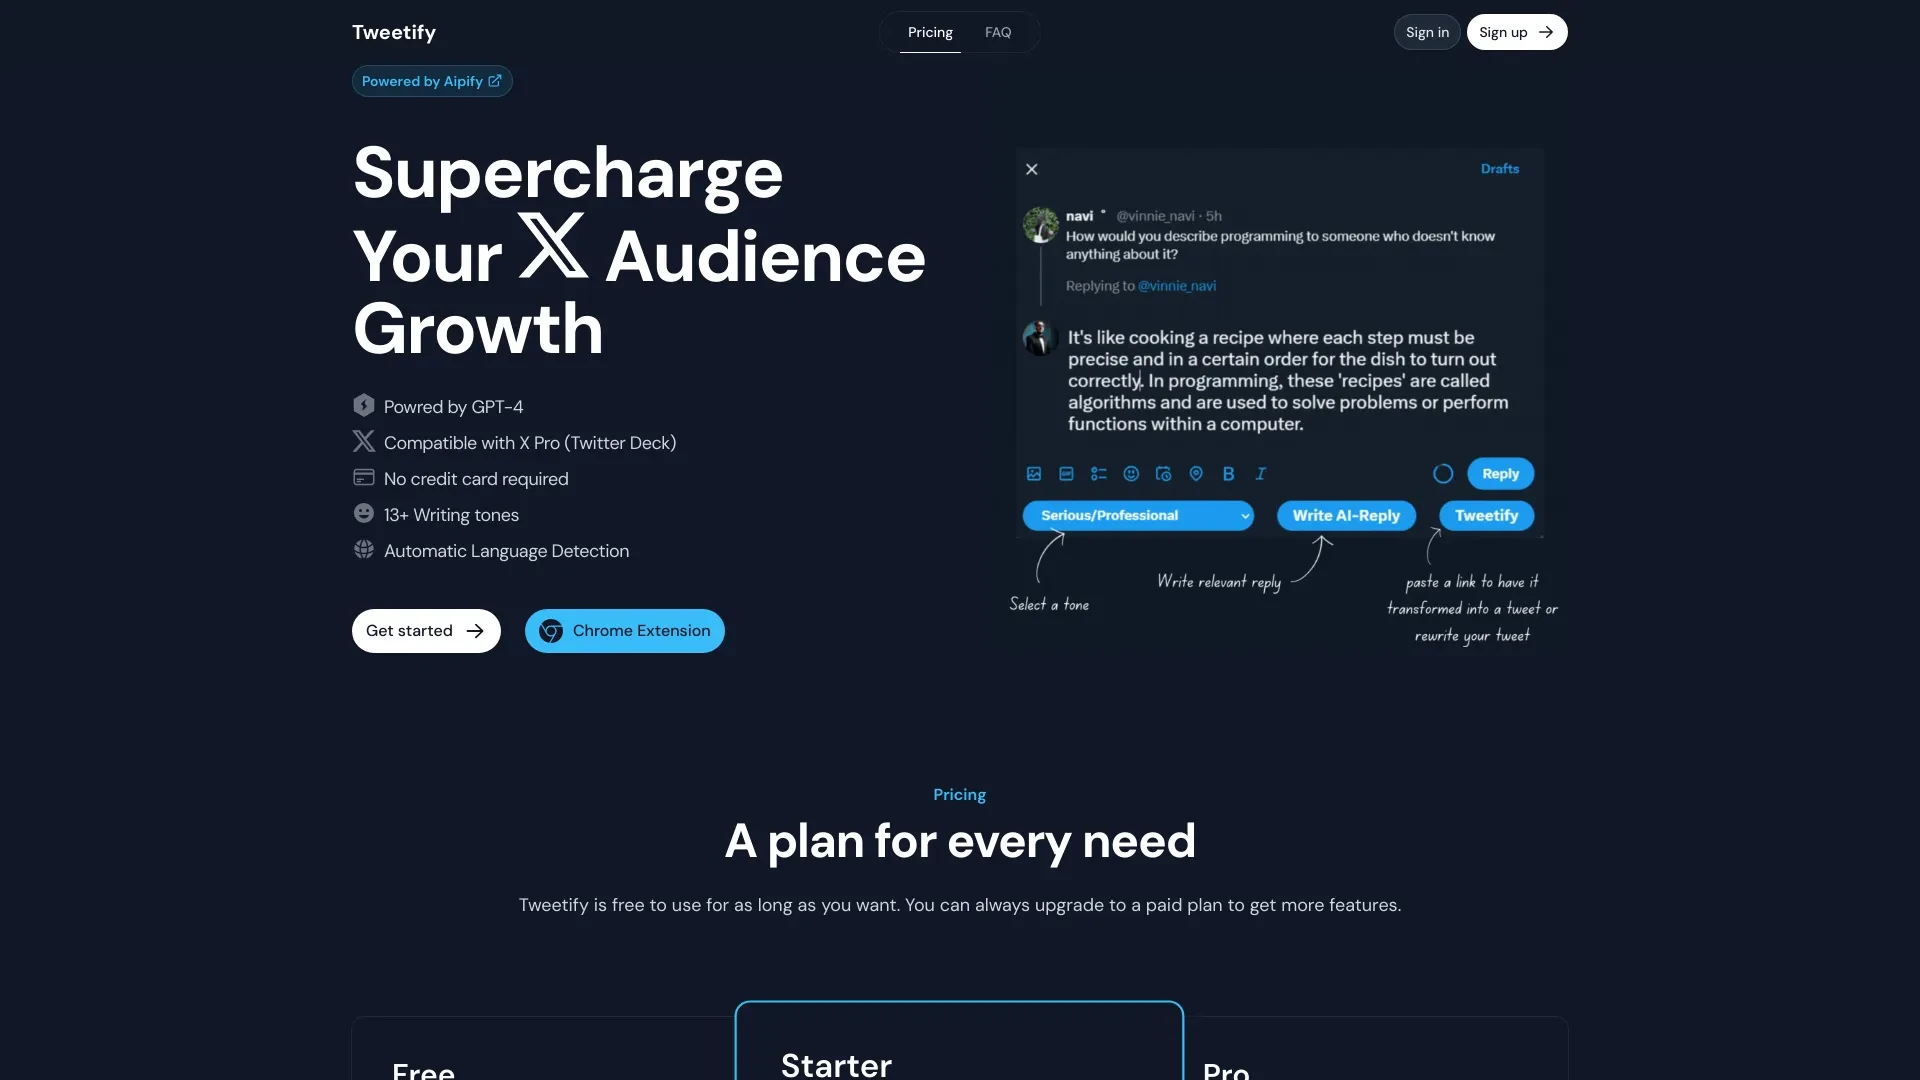 Tweetify
Pricing
FAQ
Sign in
Sign up
Powered by Aipify
Supercharge
Your X Audience
Growth
Powred by GPT-4
Compatible with X Pro (Twitter Deck)
No credit card required
13+ Writing tones
Automatic Language Detection
Get started
Chrome Extension
Drafts
navi @vinnie_navi · 5h
How would you describe programming to someone who doesn't know
anything about it?
Replying to @vinnie_navi
It's like cooking a recipe where each step must be
precise and in a certain order for the dish to turn out
correctly. In programming, these 'recipes' are called
algorithms and are used to solve problems or perform
functions within a computer.
GIF
B I
Reply
Serious/Professional
Write AI-Reply
Tweetify
Select a tone
Write relevant reply
paste a link to have it
transformed into a tweet or
rewrite your tweet
Pricing
A plan for every need
Tweetify is free to use for as long as you want. You can always upgrade to a paid plan to get more features.
Free
Starter
Pro